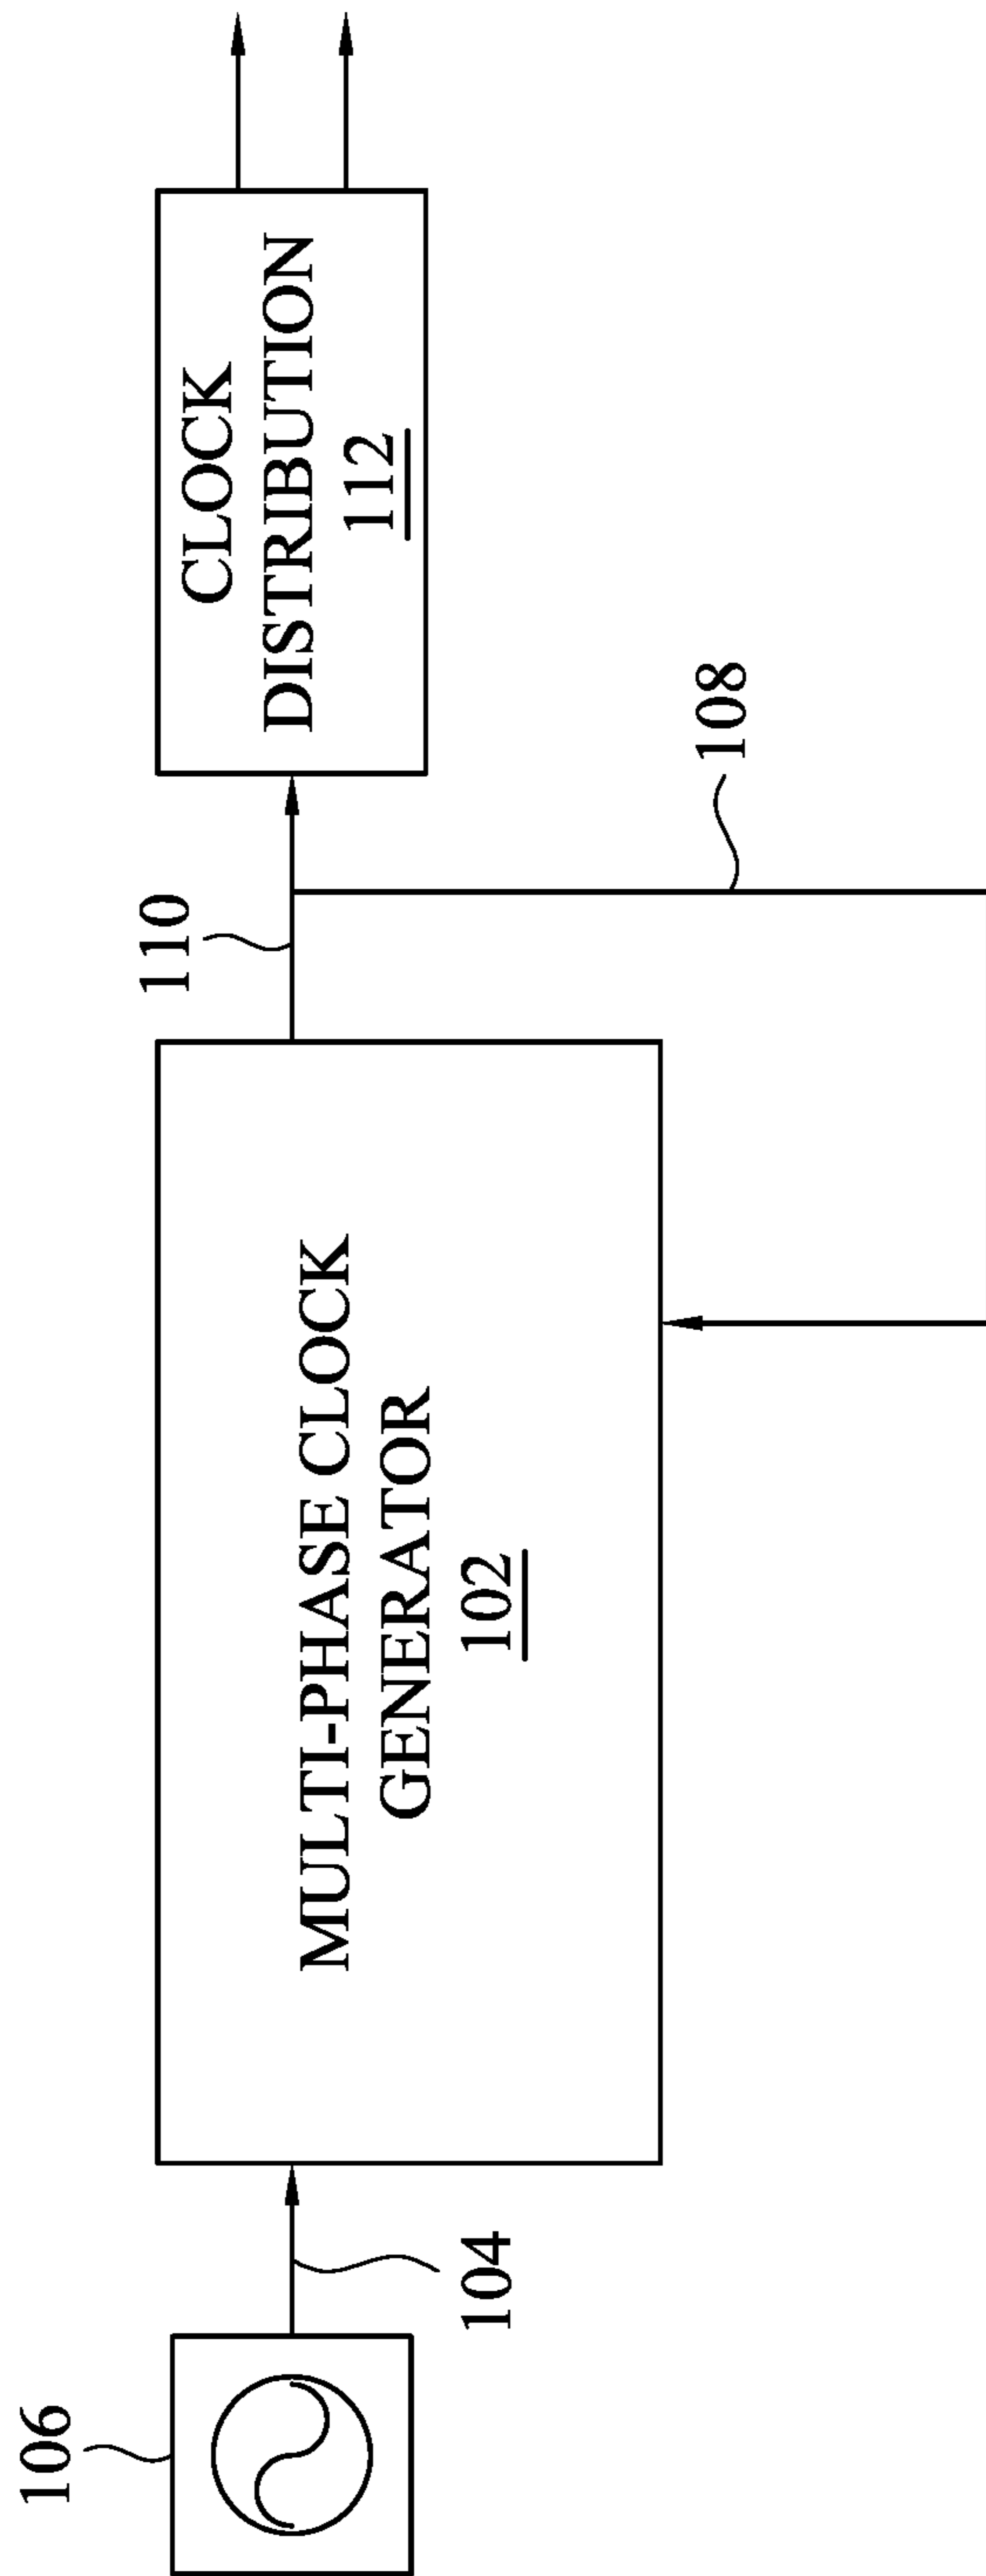 106
104
MULTI-PHASE CLOCK
GENERATOR
102
110
108
CLOCK
DISTRIBUTION
112